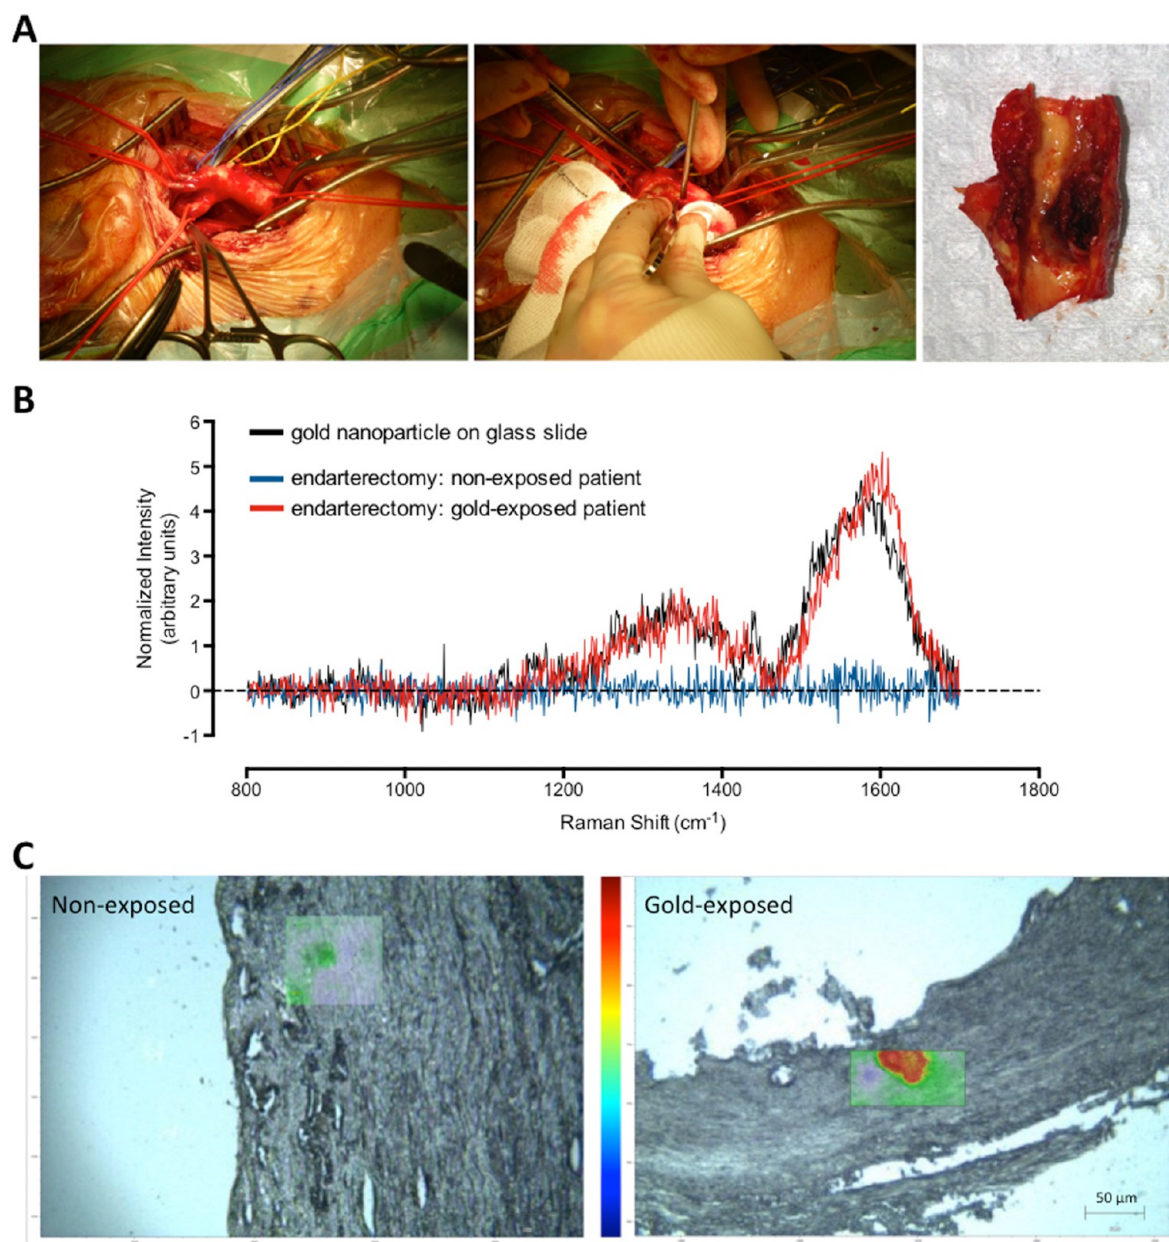 A
B
6
5
4
3
2
1
0
-1
Normalized Intensity
(arbitrary units)
gold nanoparticle on glass slide
endarterectomy: non-exposed patient
endarterectomy: gold-exposed patient
800 1000 1200 1400 1600 1800
Raman Shift (cm⁻¹)
C
Non-exposed
Gold-exposed
50 μm